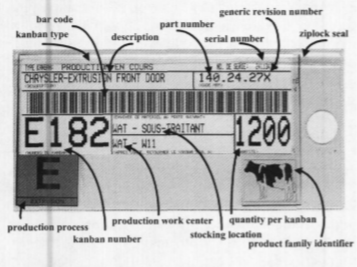 generic revision number
bar code
part number
kanban type
description
serial number
ziplock seal
PRODUCTION EN COURS
CHRYSLER-EXTRUSION FRONT DOOR
140.24.27X
E182
WAT - SOUS-TRAITANT
WAT - W11
1200
E
production process
production work center
quantity per kanban
kanban number
stocking location
product family identifier